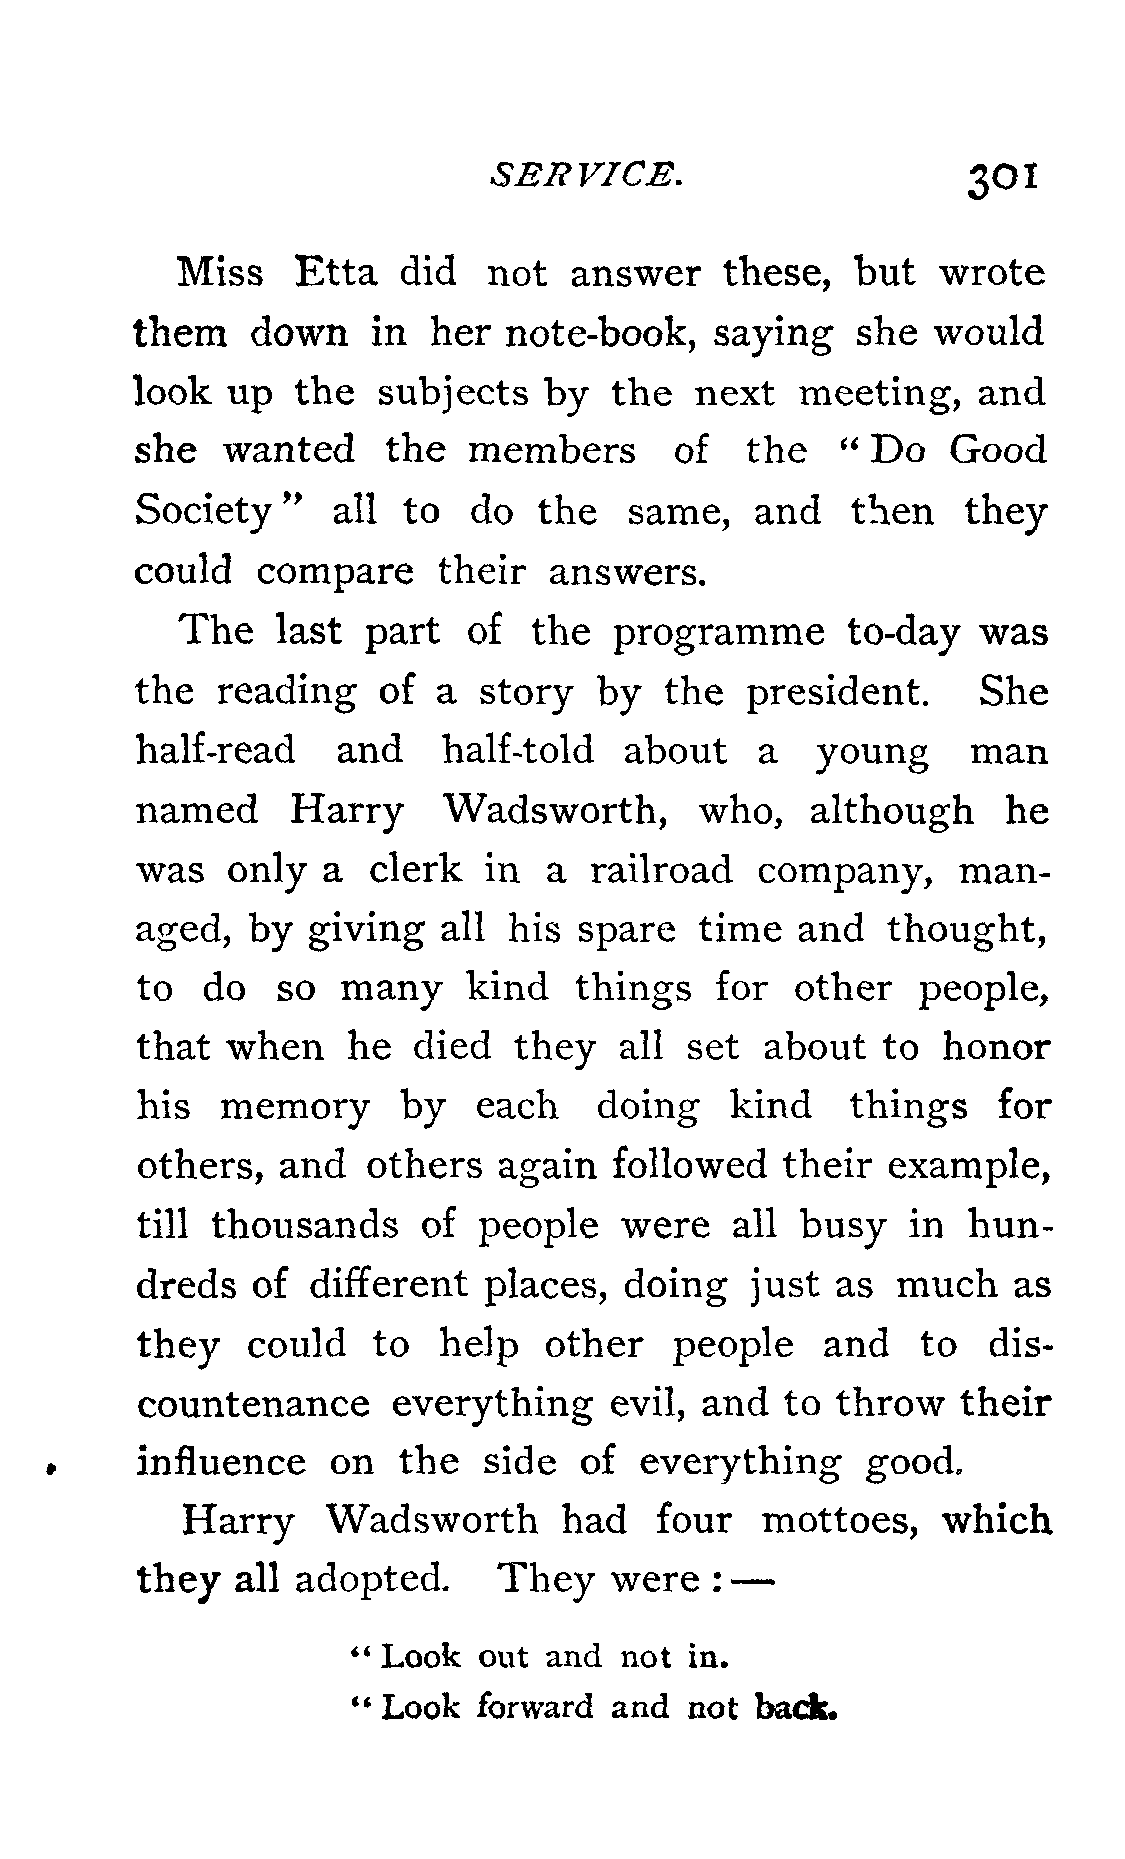 SERVICE. 301
Miss Etta did not answer these, but wrote
them down in her note-book, saying she would
look up the subjects by the next meeting, and
she wanted the members of the “ Do Good
Society ” all to do the same, and then they
could compare their answers.
The last part of the programme to-day was
the reading of a story by the president. She
half-read and half-told about a young man
named Harry Wadsworth, who, although he
was only a clerk in a railroad company, man-
aged, by giving all his spare time and thought,
to do so many kind things for other people,
that when he died they all set about to honor
his memory by each doing kind things for
others, and others again followed their example,
till thousands of people were all busy in hun-
dreds of different places, doing just as much as
they could to help other people and to dis-
countenance everything evil, and to throw their
influence on the side of everything good.
Harry Wadsworth had four mottoes, which
they all adopted. They were : —
“ Look out and not in.
“ Look forward and not back.